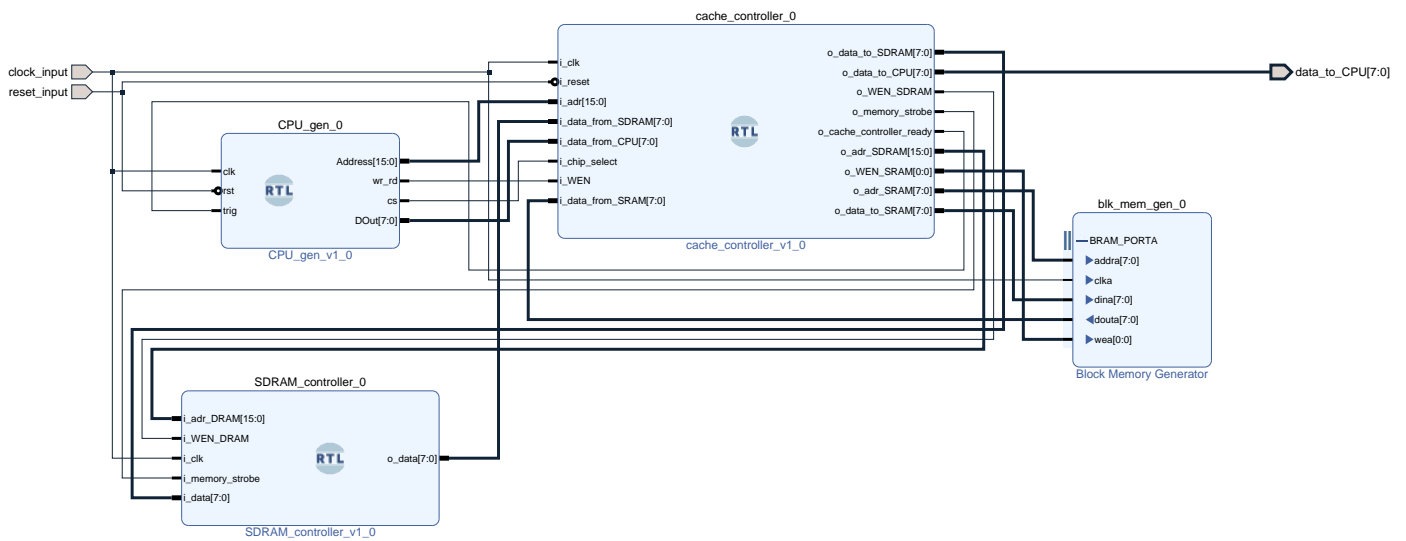 cache_controller_0
clock_input
reset_input
i_clk
i_reset
i_adr[15:0]
i_data_from_SDRAM[7:0]
i_data_from_CPU[7:0]
i_chip_select
i_WEN
i_data_from_SRAM[7:0]
RTL
o_data_to_SDRAM[7:0]
o_data_to_CPU[7:0]
o_WEN_SDRAM
o_memory_strobe
o_cache_controller_ready
o_adr_SDRAM[15:0]
o_WEN_SRAM[0:0]
o_adr_SRAM[7:0]
o_data_to_SRAM[7:0]
cache_controller_v1_0
data_to_CPU[7:0]
CPU_gen_0
clk
rst
trig
RTL
Address[15:0]
wr_rd
cs
DOut[7:0]
CPU_gen_v1_0
blk_mem_gen_0
BRAM_PORTA
addra[7:0]
clka
dina[7:0]
douta[7:0]
wea[0:0]
Block Memory Generator
SDRAM_controller_0
i_adr_DRAM[15:0]
i_WEN_DRAM
i_clk
i_memory_strobe
i_data[7:0]
RTL
o_data[7:0]
SDRAM_controller_v1_0